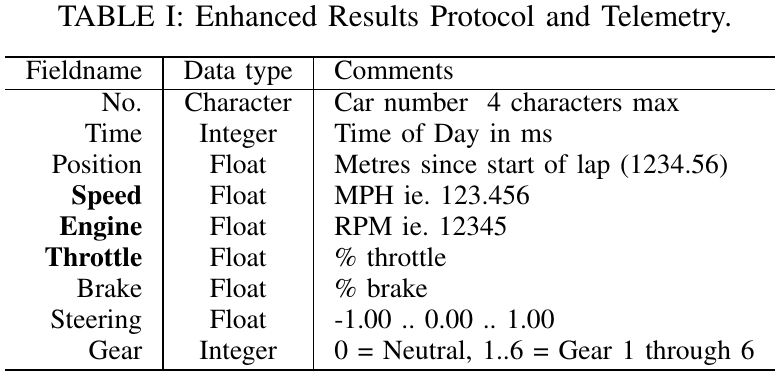 TABLE I: Enhanced Results Protocol and Telemetry.
Fieldname Data type Comments
No. Character Car number 4 characters max
Time Integer Time of Day in ms
Position Float Metres since start of lap (1234.56)
Speed Float MPH ie. 123.456
Engine Float RPM ie. 12345
Throttle Float % throttle
Brake Float % brake
Steering Float -1.00 .. 0.00 .. 1.00
Gear Integer 0 = Neutral, 1..6 = Gear 1 through 6